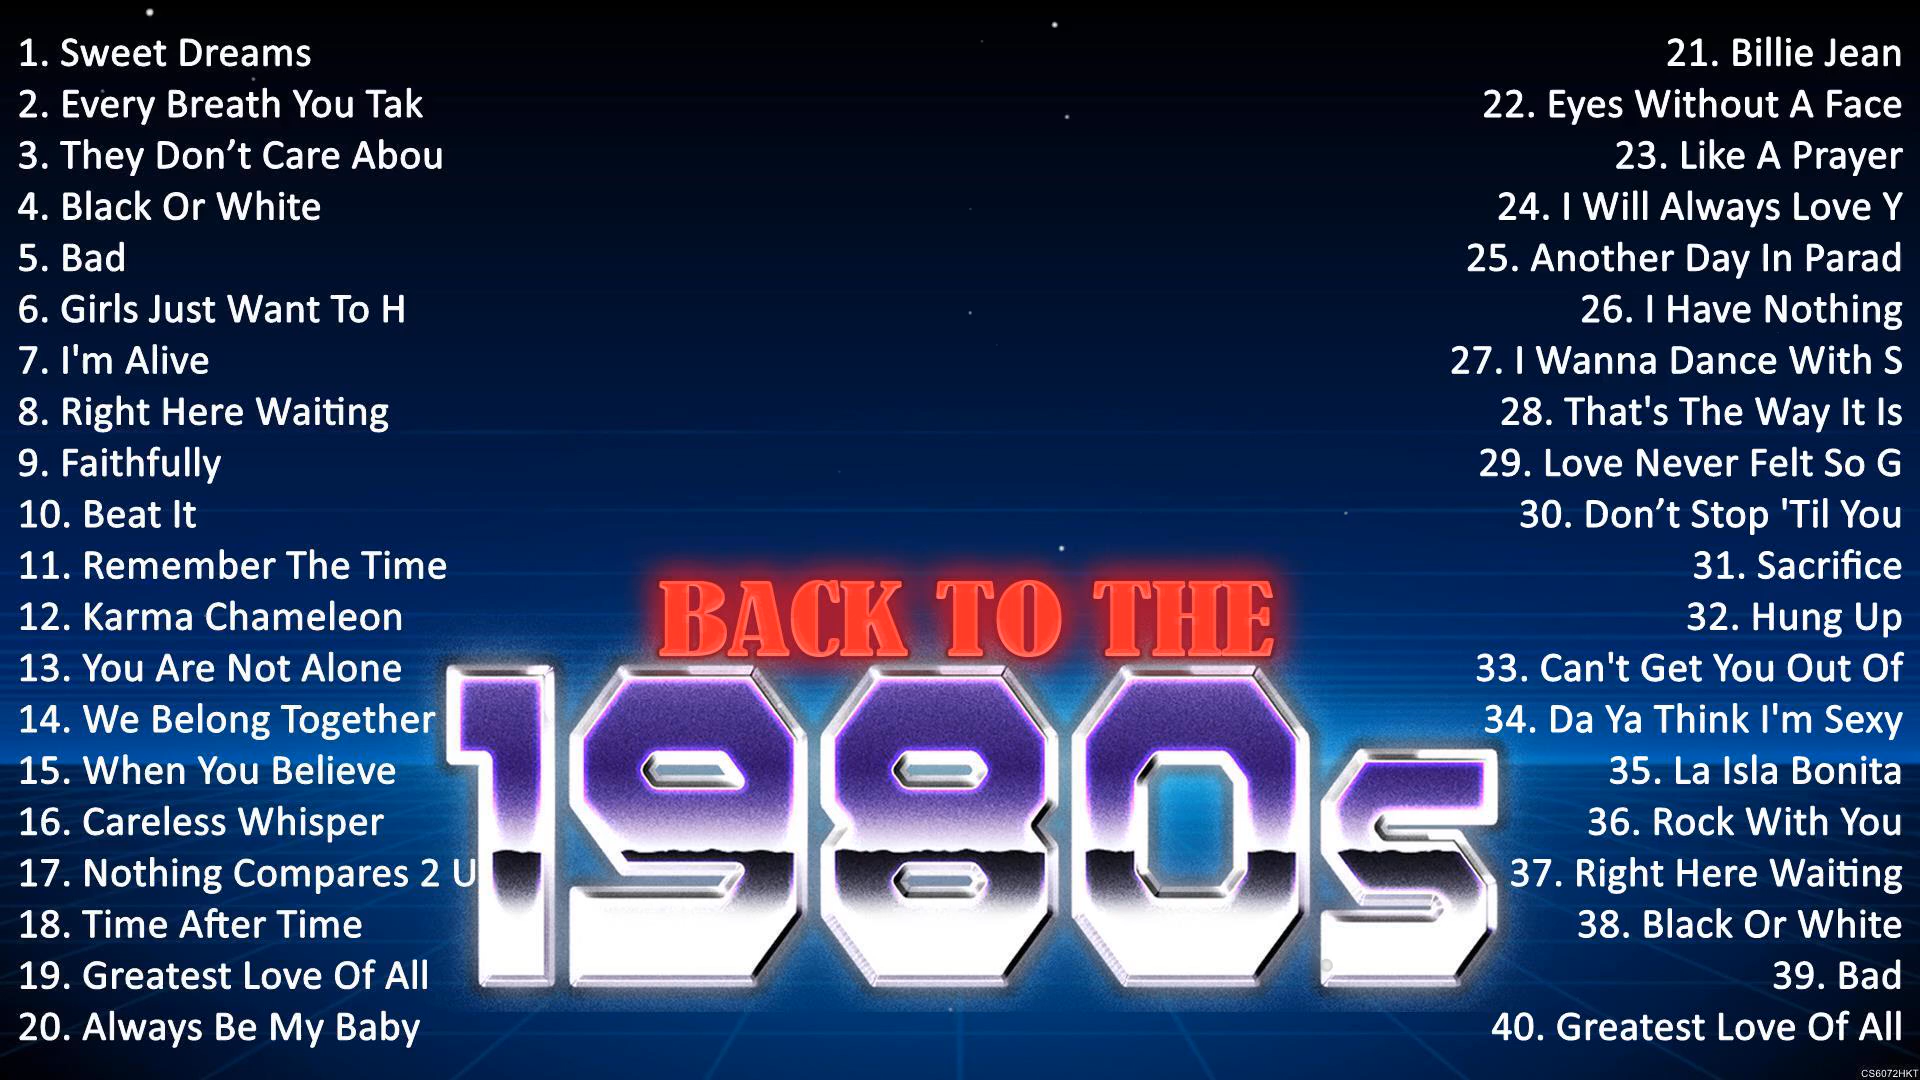 1. Sweet Dreams
2. Every Breath You Tak
3. They Don’t Care Abou
4. Black Or White
5. Bad
6. Girls Just Want To H
7. I'm Alive
8. Right Here Waiting
9. Faithfully
10. Beat It
11. Remember The Time
12. Karma Chameleon
13. You Are Not Alone
14. We Belong Together
15. When You Believe
16. Careless Whisper
17. Nothing Compares 2 U
18. Time After Time
19. Greatest Love Of All
20. Always Be My Baby
BACK TO THE
1980s
21. Billie Jean
22. Eyes Without A Face
23. Like A Prayer
24. I Will Always Love Y
25. Another Day In Parad
26. I Have Nothing
27. I Wanna Dance With S
28. That's The Way It Is
29. Love Never Felt So G
30. Don’t Stop 'Til You
31. Sacrifice
32. Hung Up
33. Can't Get You Out Of
34. Da Ya Think I'm Sexy
35. La Isla Bonita
36. Rock With You
37. Right Here Waiting
38. Black Or White
39. Bad
40. Greatest Love Of All
CS6072HKT